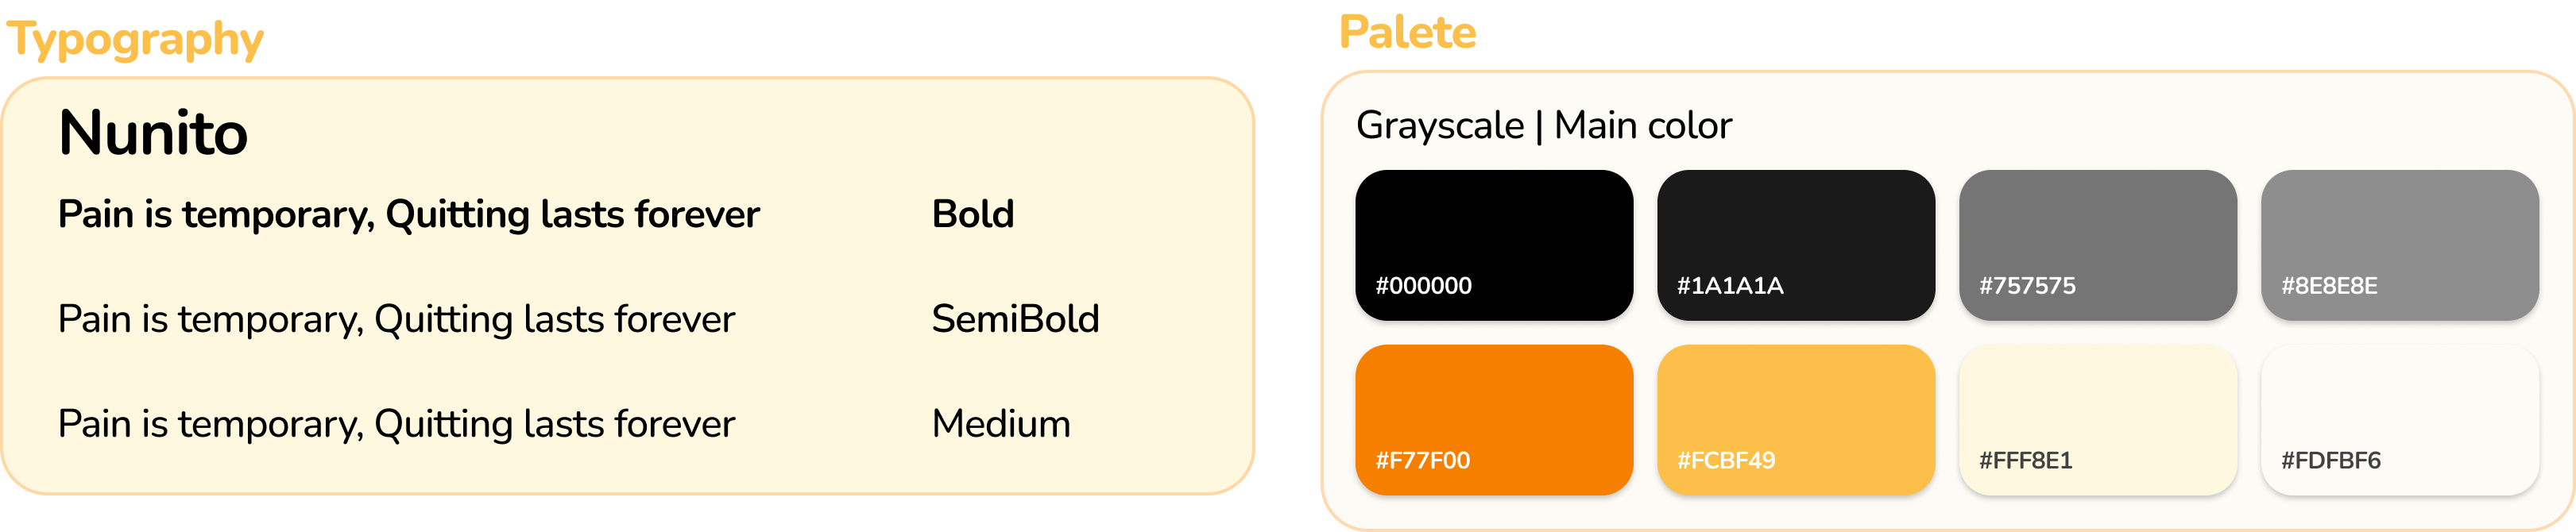 Typography
Nunito
Pain is temporary, Quitting lasts forever
Bold
Pain is temporary, Quitting lasts forever
SemiBold
Pain is temporary, Quitting lasts forever
Medium
Palete
Grayscale | Main color
#000000
#1A1A1A
#757575
#8E8E8E
#F77F00
#FCBF49
#FFF8E1
#FDFBF6